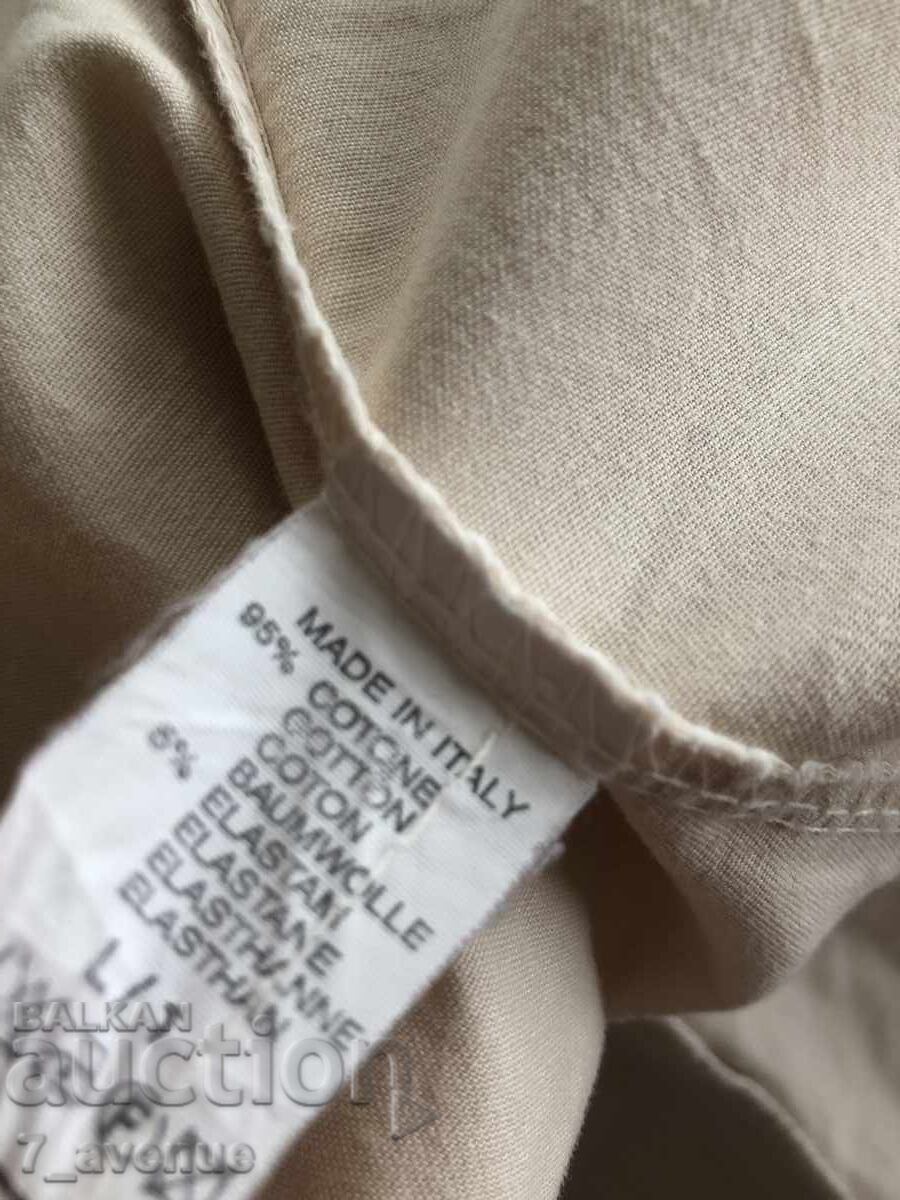 MADE IN ITALY
95% COTONE
COTTON
COTON
BAUMWOLLE
5% ELASTAN
ELASTANE
ELASTHANNE
ELASTHAN
L /
BALKAN
auction
7_avenue